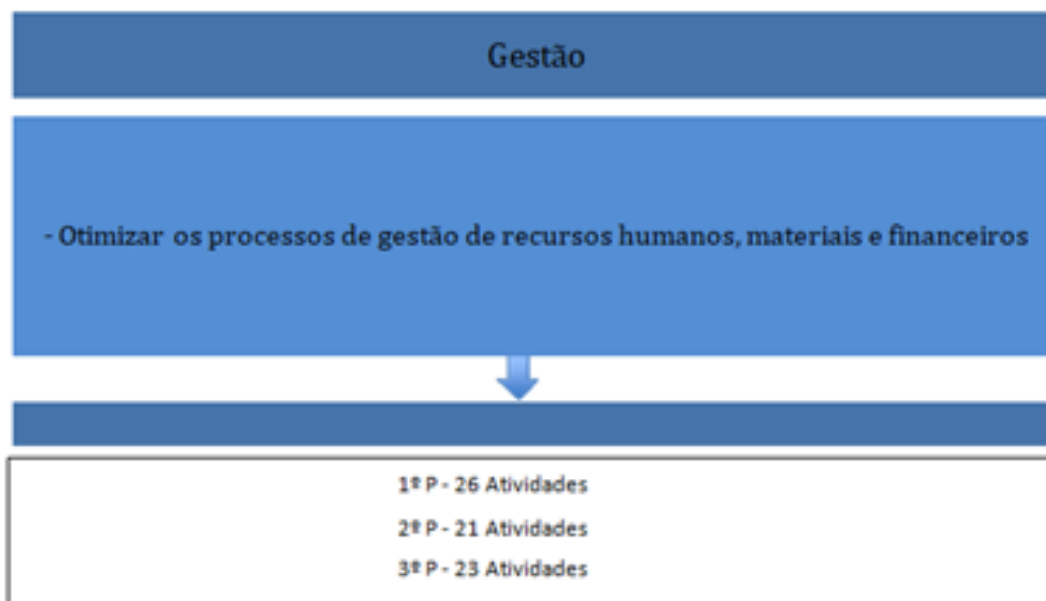 Gestão
- Otimizar os processos de gestão de recursos humanos, materiais e financeiros
1º P - 26 Atividades
2º P - 21 Atividades
3º P - 23 Atividades